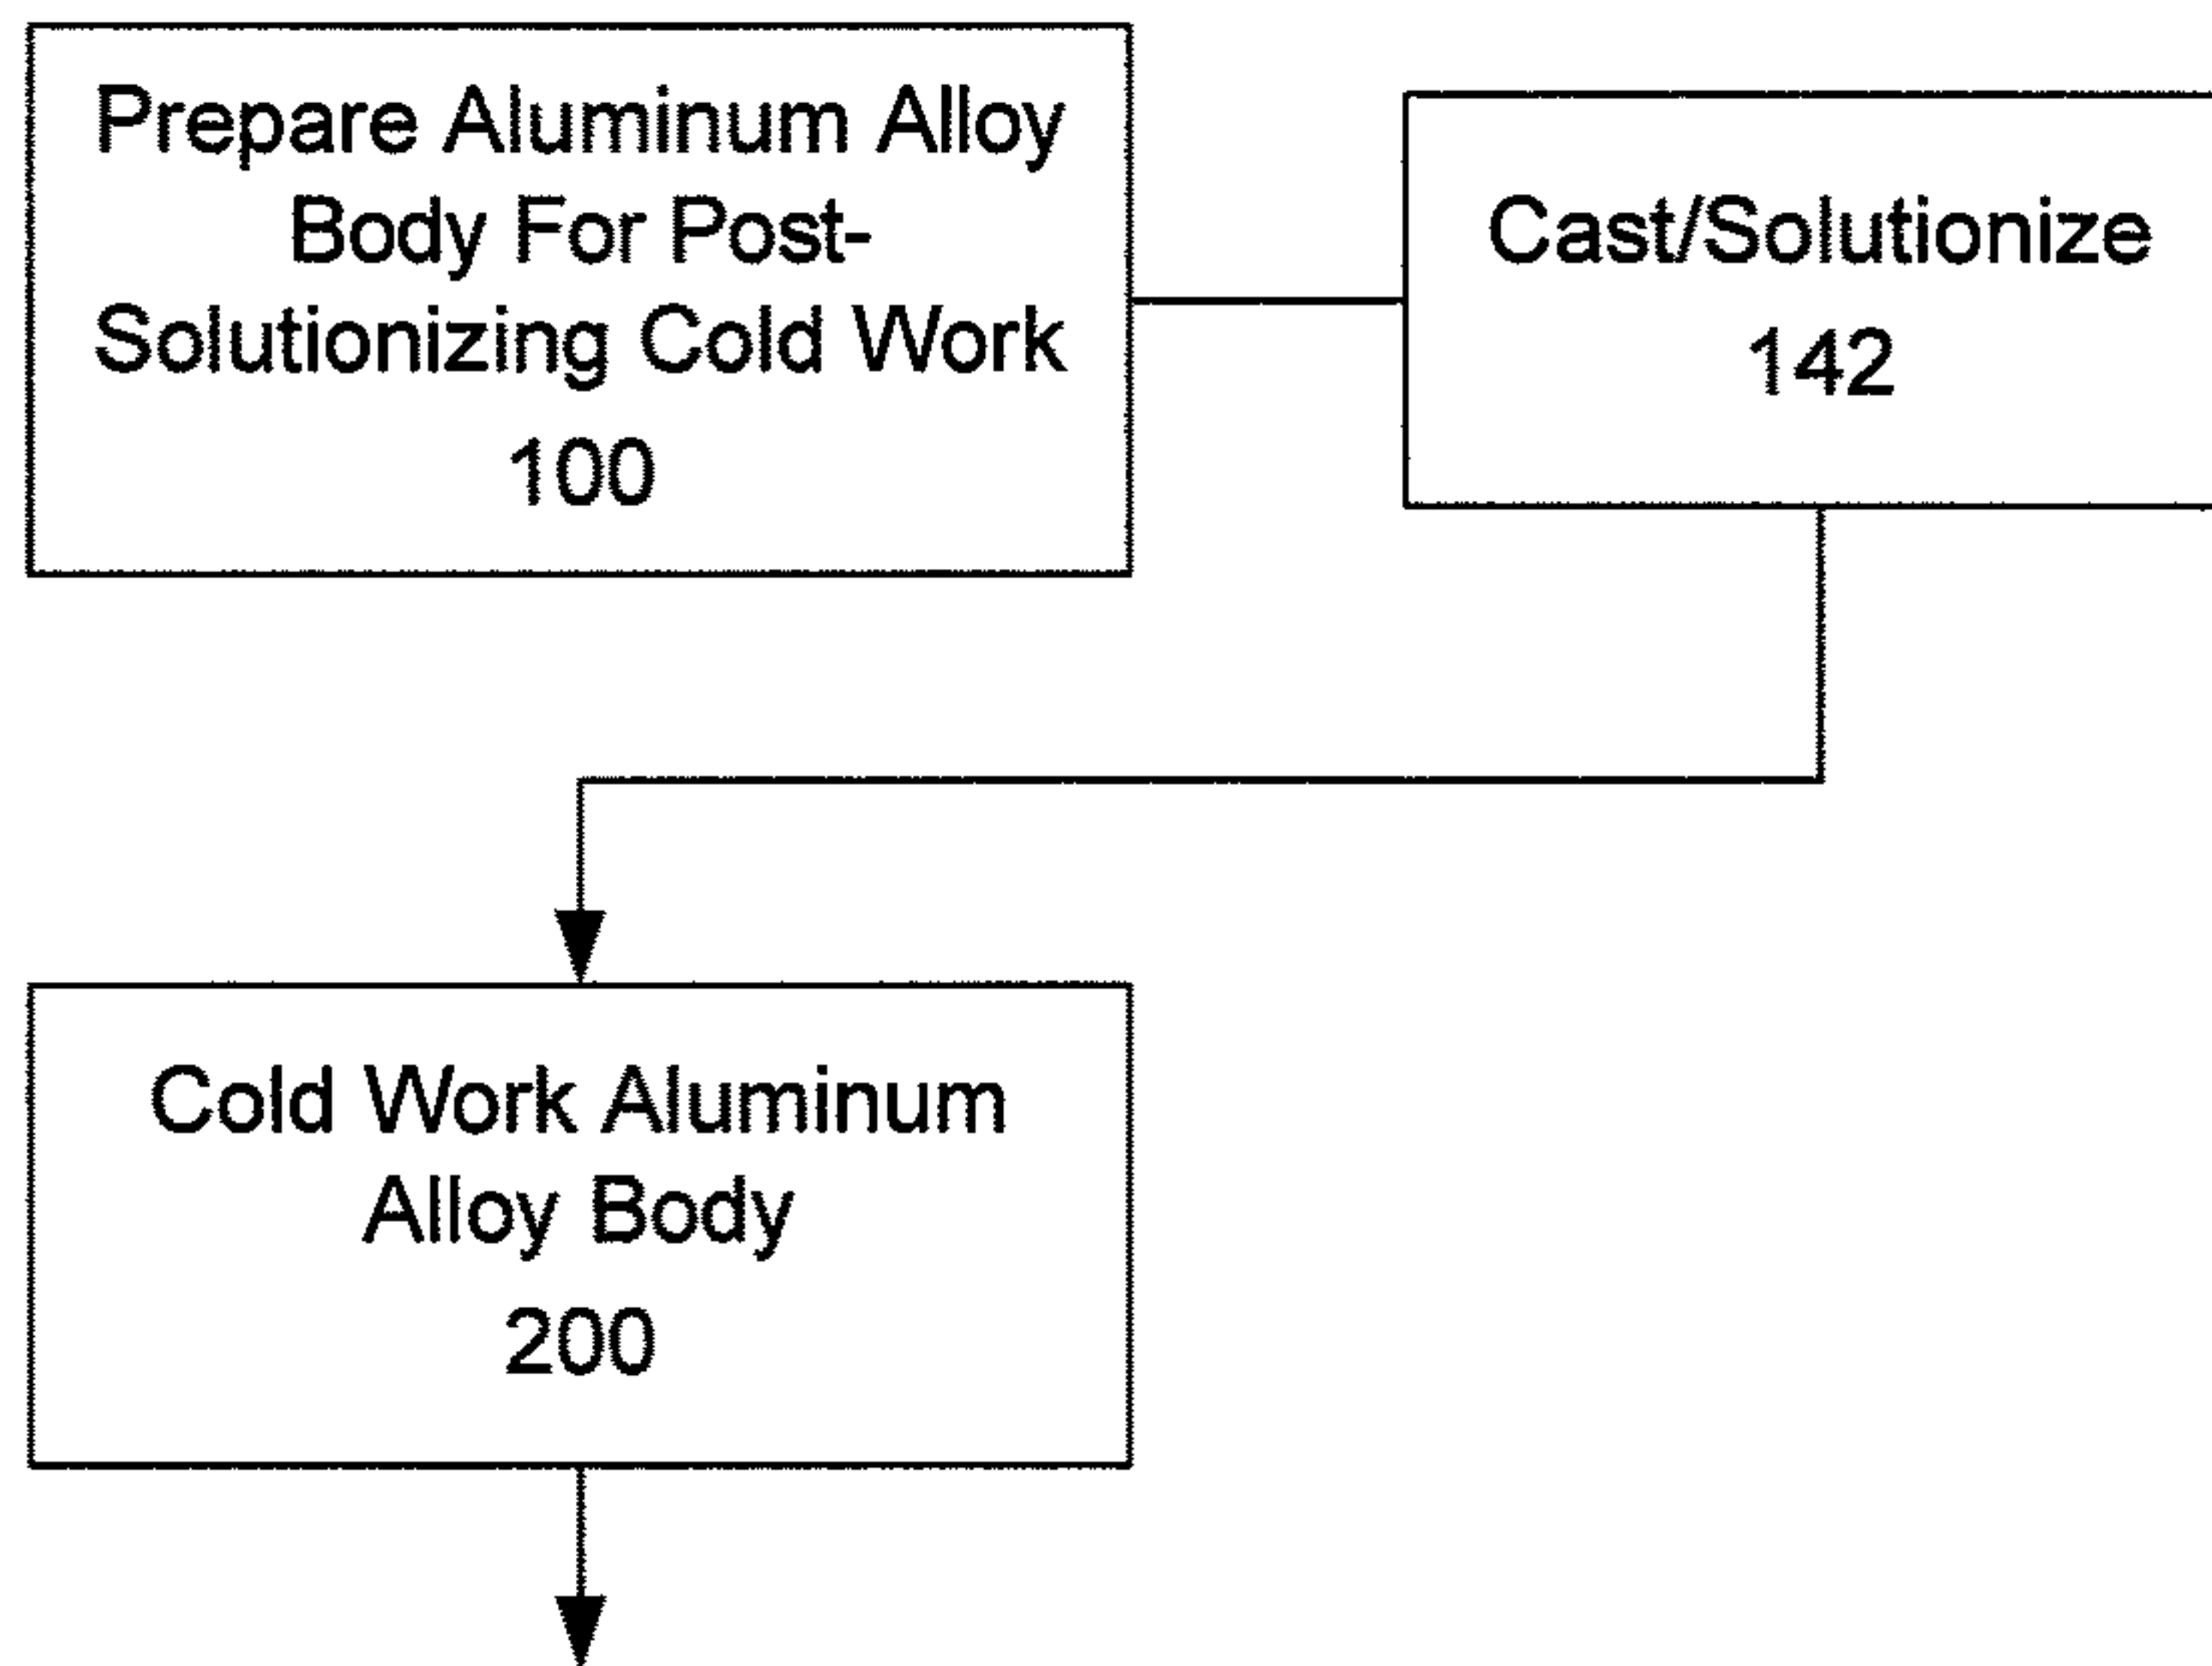 Prepare Aluminum Alloy
Body For Post-
Solutionizing Cold Work
100
Cast/Solutionize
142
Cold Work Aluminum
Alloy Body
200